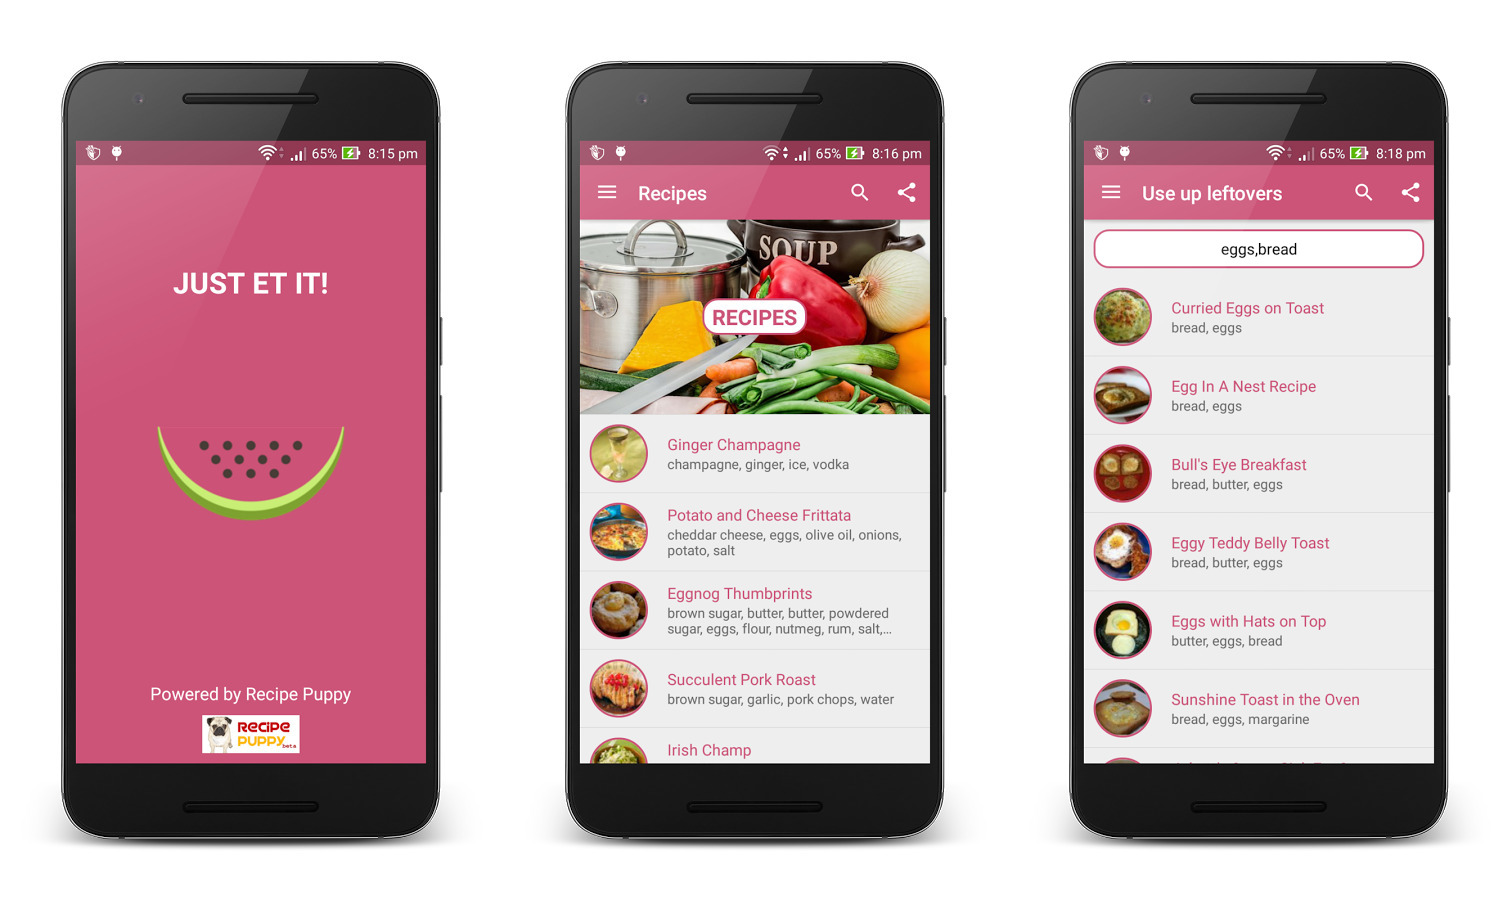 65% 8:15 pm
JUST ET IT!
Powered by Recipe Puppy
RECIPE
PUPPY
beta
65% 8:16 pm
Recipes
SOUP
RECIPES
Ginger Champagne
champagne, ginger, ice, vodka
Potato and Cheese Frittata
cheddar cheese, eggs, olive oil, onions,
potato, salt
Eggnog Thumbprints
brown sugar, butter, butter, powdered
sugar, eggs, flour, nutmeg, rum, salt,...
Succulent Pork Roast
brown sugar, garlic, pork chops, water
Irish Champ
65% 8:18 pm
Use up leftovers
eggs,bread
Curried Eggs on Toast
bread, eggs
Egg In A Nest Recipe
bread, eggs
Bull's Eye Breakfast
bread, butter, eggs
Eggy Teddy Belly Toast
bread, butter, eggs
Eggs with Hats on Top
butter, eggs, bread
Sunshine Toast in the Oven
bread, eggs, margarine